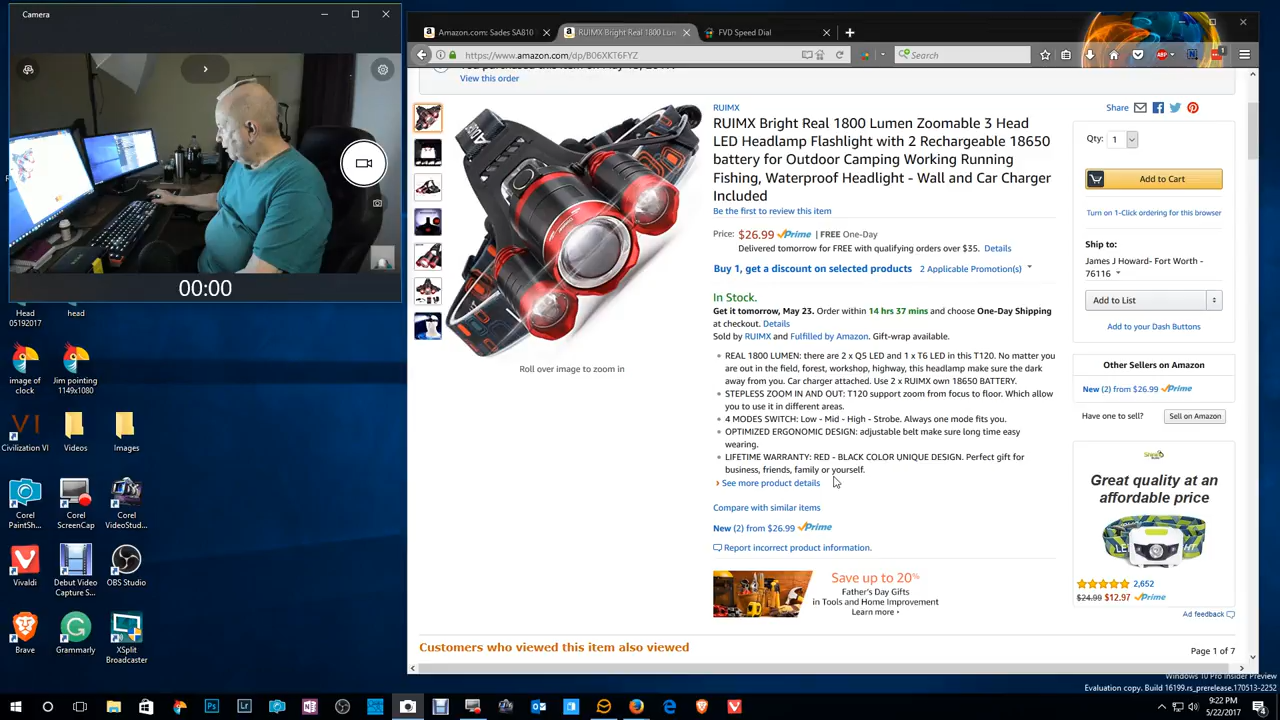 Camera
00:00
Head
05192017
head
image of
clock
Jim pointing
1149x1080
Civilization VI
Videos
Images
Corel
PaintSh...
Corel
ScreenCap
Corel
VideoStud...
Vivaldi
Debut Video
Capture S...
OBS Studio
Brave
Grammarly
XSplit
Broadcaster
Amazon.com: Sades SA810
RUIMX Bright Real 1800 Lun
FVD Speed Dial
https://www.amazon.com/dp/B06XKT6FYZ
Search
View this order
RUIMX
RUIMX Bright Real 1800 Lumen Zoomable 3 Head
LED Headlamp Flashlight with 2 Rechargeable 18650
battery for Outdoor Camping Working Running
Fishing, Waterproof Headlight - Wall and Car Charger
Included
Be the first to review this item
Price: $26.99 Prime | FREE One-Day
Delivered tomorrow for FREE with qualifying orders over $35. Details
Buy 1, get a discount on selected products 2 Applicable Promotion(s)
In Stock.
Get it tomorrow, May 23. Order within 14 hrs 37 mins and choose One-Day Shipping
at checkout. Details
Sold by RUIMX and Fulfilled by Amazon. Gift-wrap available.
REAL 1800 LUMEN: there are 2 x Q5 LED and 1 x T6 LED in this T120. No matter you
are out in the field, forest, workshop, highway, this headlamp make sure the dark
away from you. Car charger attached. Use 2 x RUIMX own 18650 BATTERY.
STEPLESS ZOOM IN AND OUT: T120 support zoom from focus to floor. Which allow
you to use it in different areas.
4 MODES SWITCH: Low - Mid - High - Strobe. Always one mode fits you.
OPTIMIZED ERGONOMIC DESIGN: adjustable belt make sure long time easy
wearing.
LIFETIME WARRANTY: RED - BLACK COLOR UNIQUE DESIGN. Perfect gift for
business, friends, family or yourself.
› See more product details
Compare with similar items
New (2) from $26.99 Prime
Report incorrect product information.
Roll over image to zoom in
Save up to 20%
Father's Day Gifts
in Tools and Home Improvement
Learn more ›
Customers who viewed this item also viewed
Page 1 of 7
Share
Qty: 1
Add to Cart
Turn on 1-Click ordering for this browser
Ship to:
James J Howard- Fort Worth -
76116
Add to List
Add to your Dash Buttons
Other Sellers on Amazon
New (2) from $26.99 Prime
Have one to sell? Sell on Amazon
Great quality at an
affordable price
2,652
$24.99 $12.97 Prime
Ad feedback
Windows 10 Pro Insider Preview
Evaluation copy. Build 16199.rs_prerelease.170513-2252
9:22 PM
5/22/2017